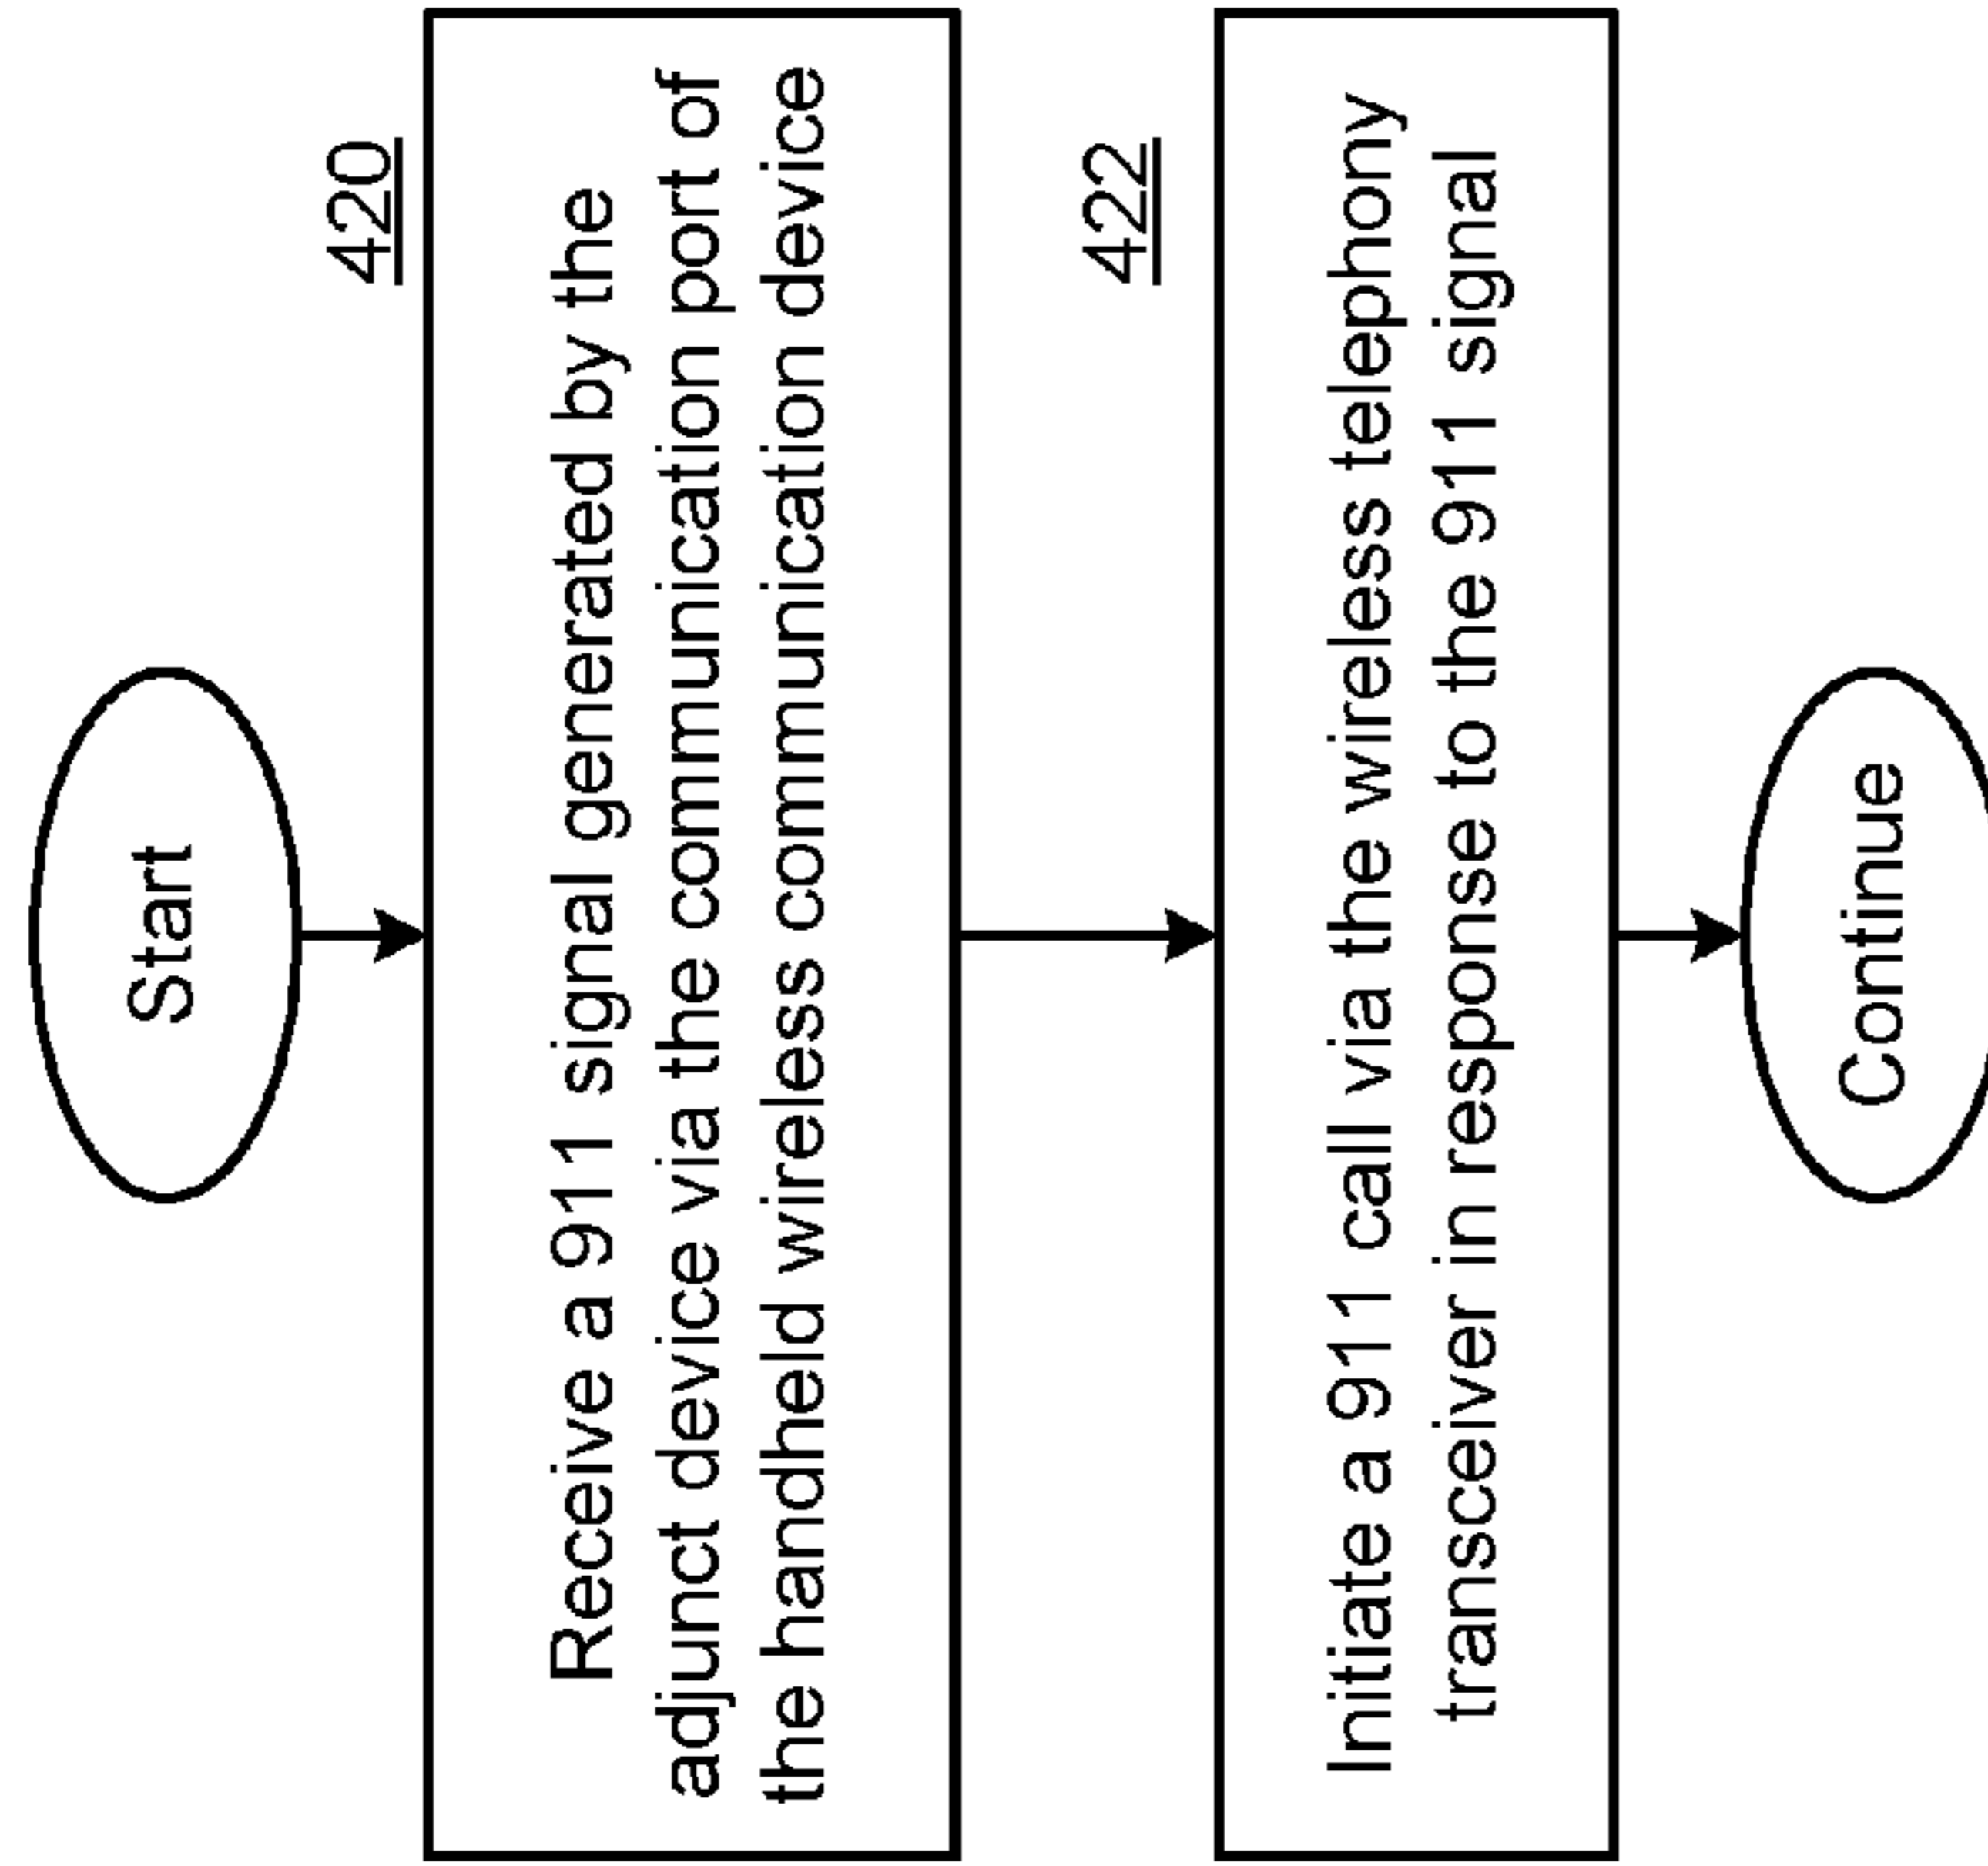 Start
420
Receive a 911 signal generated by the
adjunct device via the communication port of
the handheld wireless communication device
422
Initiate a 911 call via the wireless telephony
transceiver in response to the 911 signal
Continue